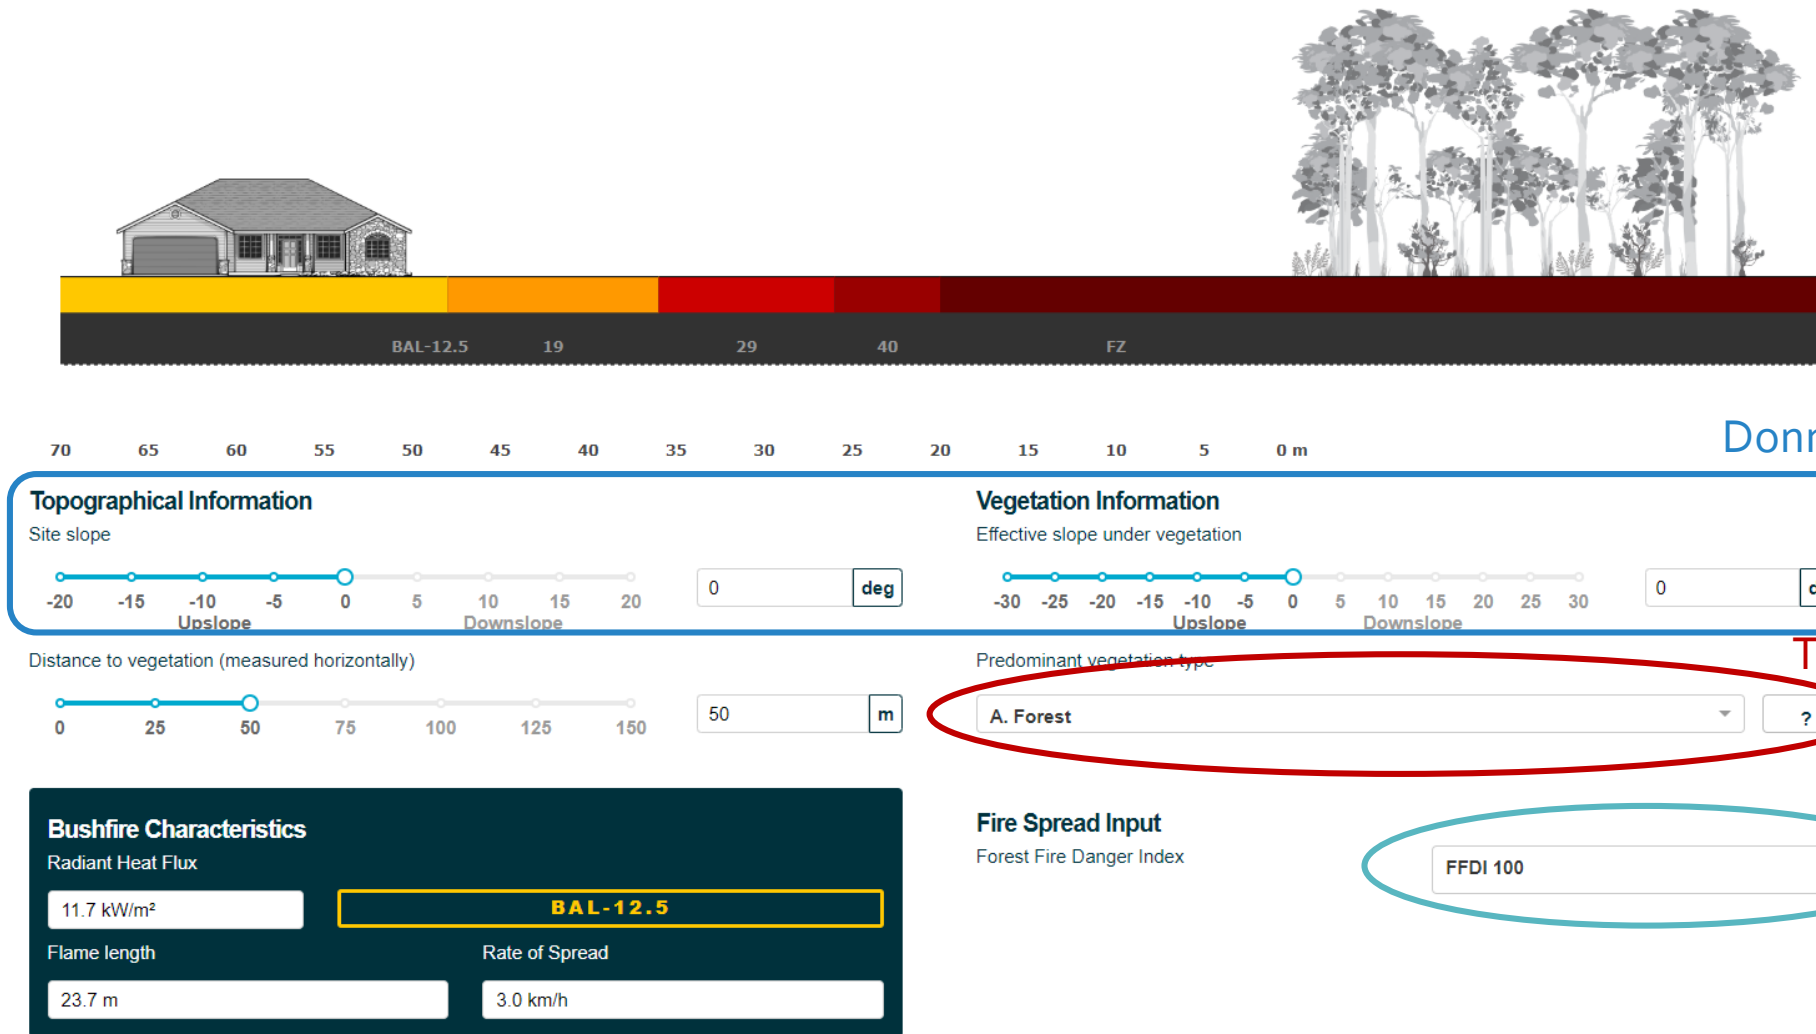 BAL-12.5 19 29 40 FZ
70 65 60 55 50 45 40 35 30 25 20 15 10 5 0 m
Topographical Information
Site slope
0 deg
-20 -15 -10 -5 0 5 10 15 20
Upslope Downslope
Distance to vegetation (measured horizontally)
50 m
0 25 50 75 100 125 150
Vegetation Information
Effective slope under vegetation
0
-30 -25 -20 -15 -10 -5 0 5 10 15 20 25 30
Upslope Downslope
Predominant vegetation type
A. Forest ?
Bushfire Characteristics
Radiant Heat Flux
11.7 kW/m²
BAL-12.5
Flame length Rate of Spread
23.7 m 3.0 km/h
Fire Spread Input
Forest Fire Danger Index
FFDI 100